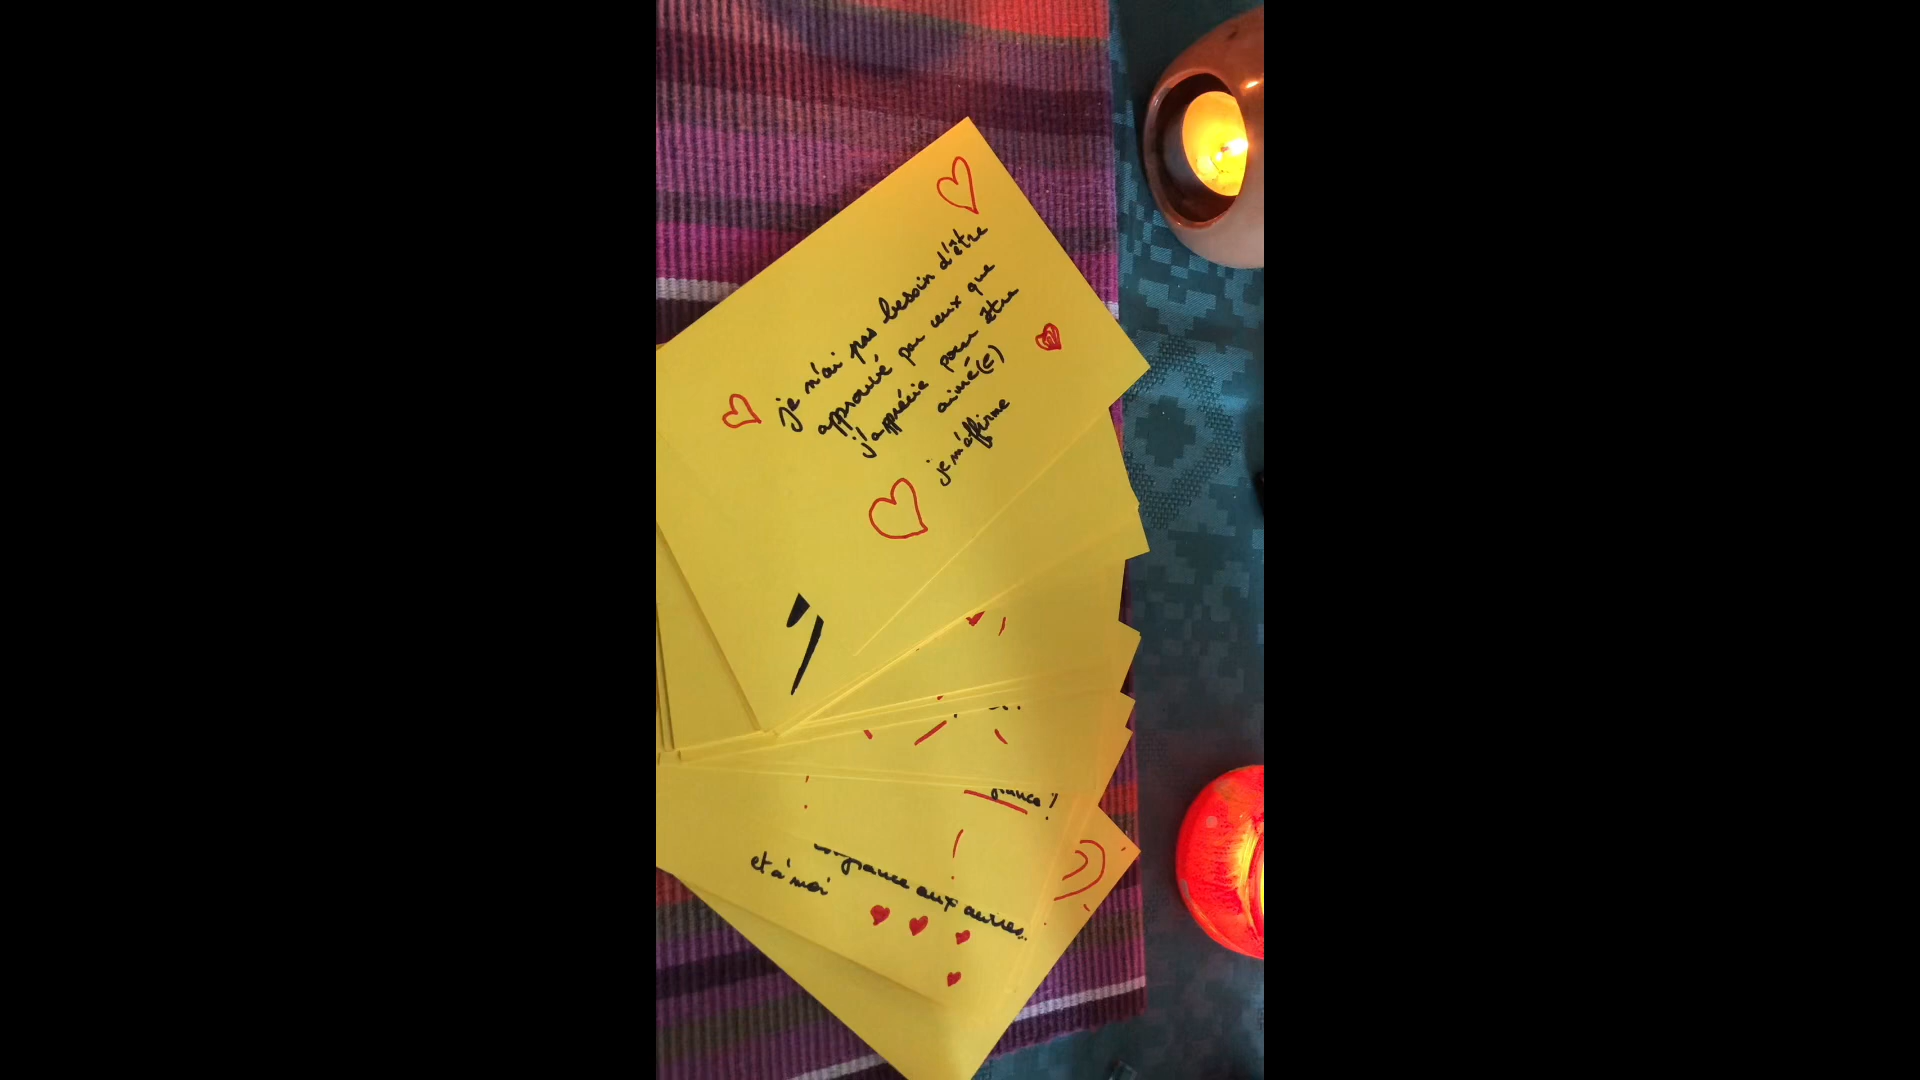 je n'ai pas besoin d'être
approuvé par ceux que
j'apprécie pour être
aimé(e)
je m'affirme
aux autres..
et à moi